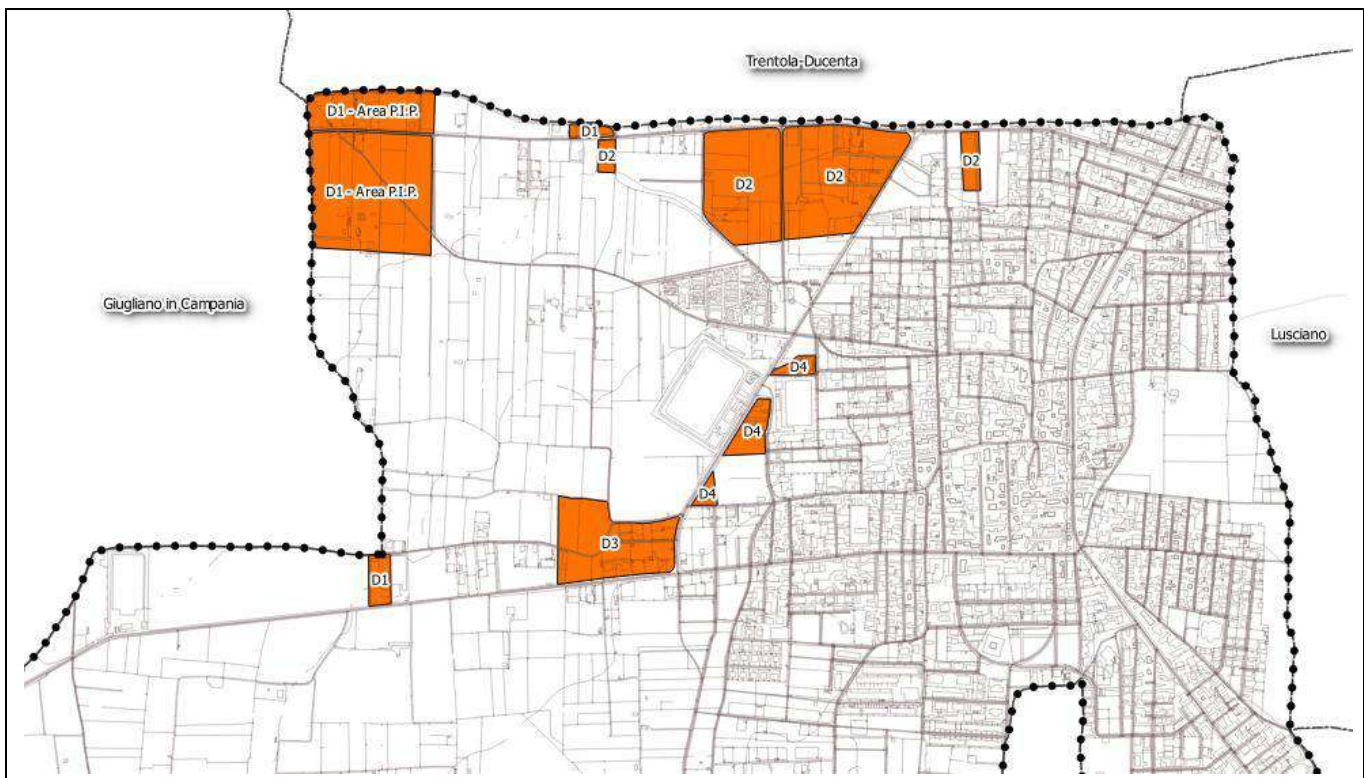 Trentola-Ducenta
D1 - Area P.I.P.
D1
D2
D2
D2
D2
D1 - Area P.I.P.
Giugliano in Campania
Lusciano
D4
D4
D4
D3
D1